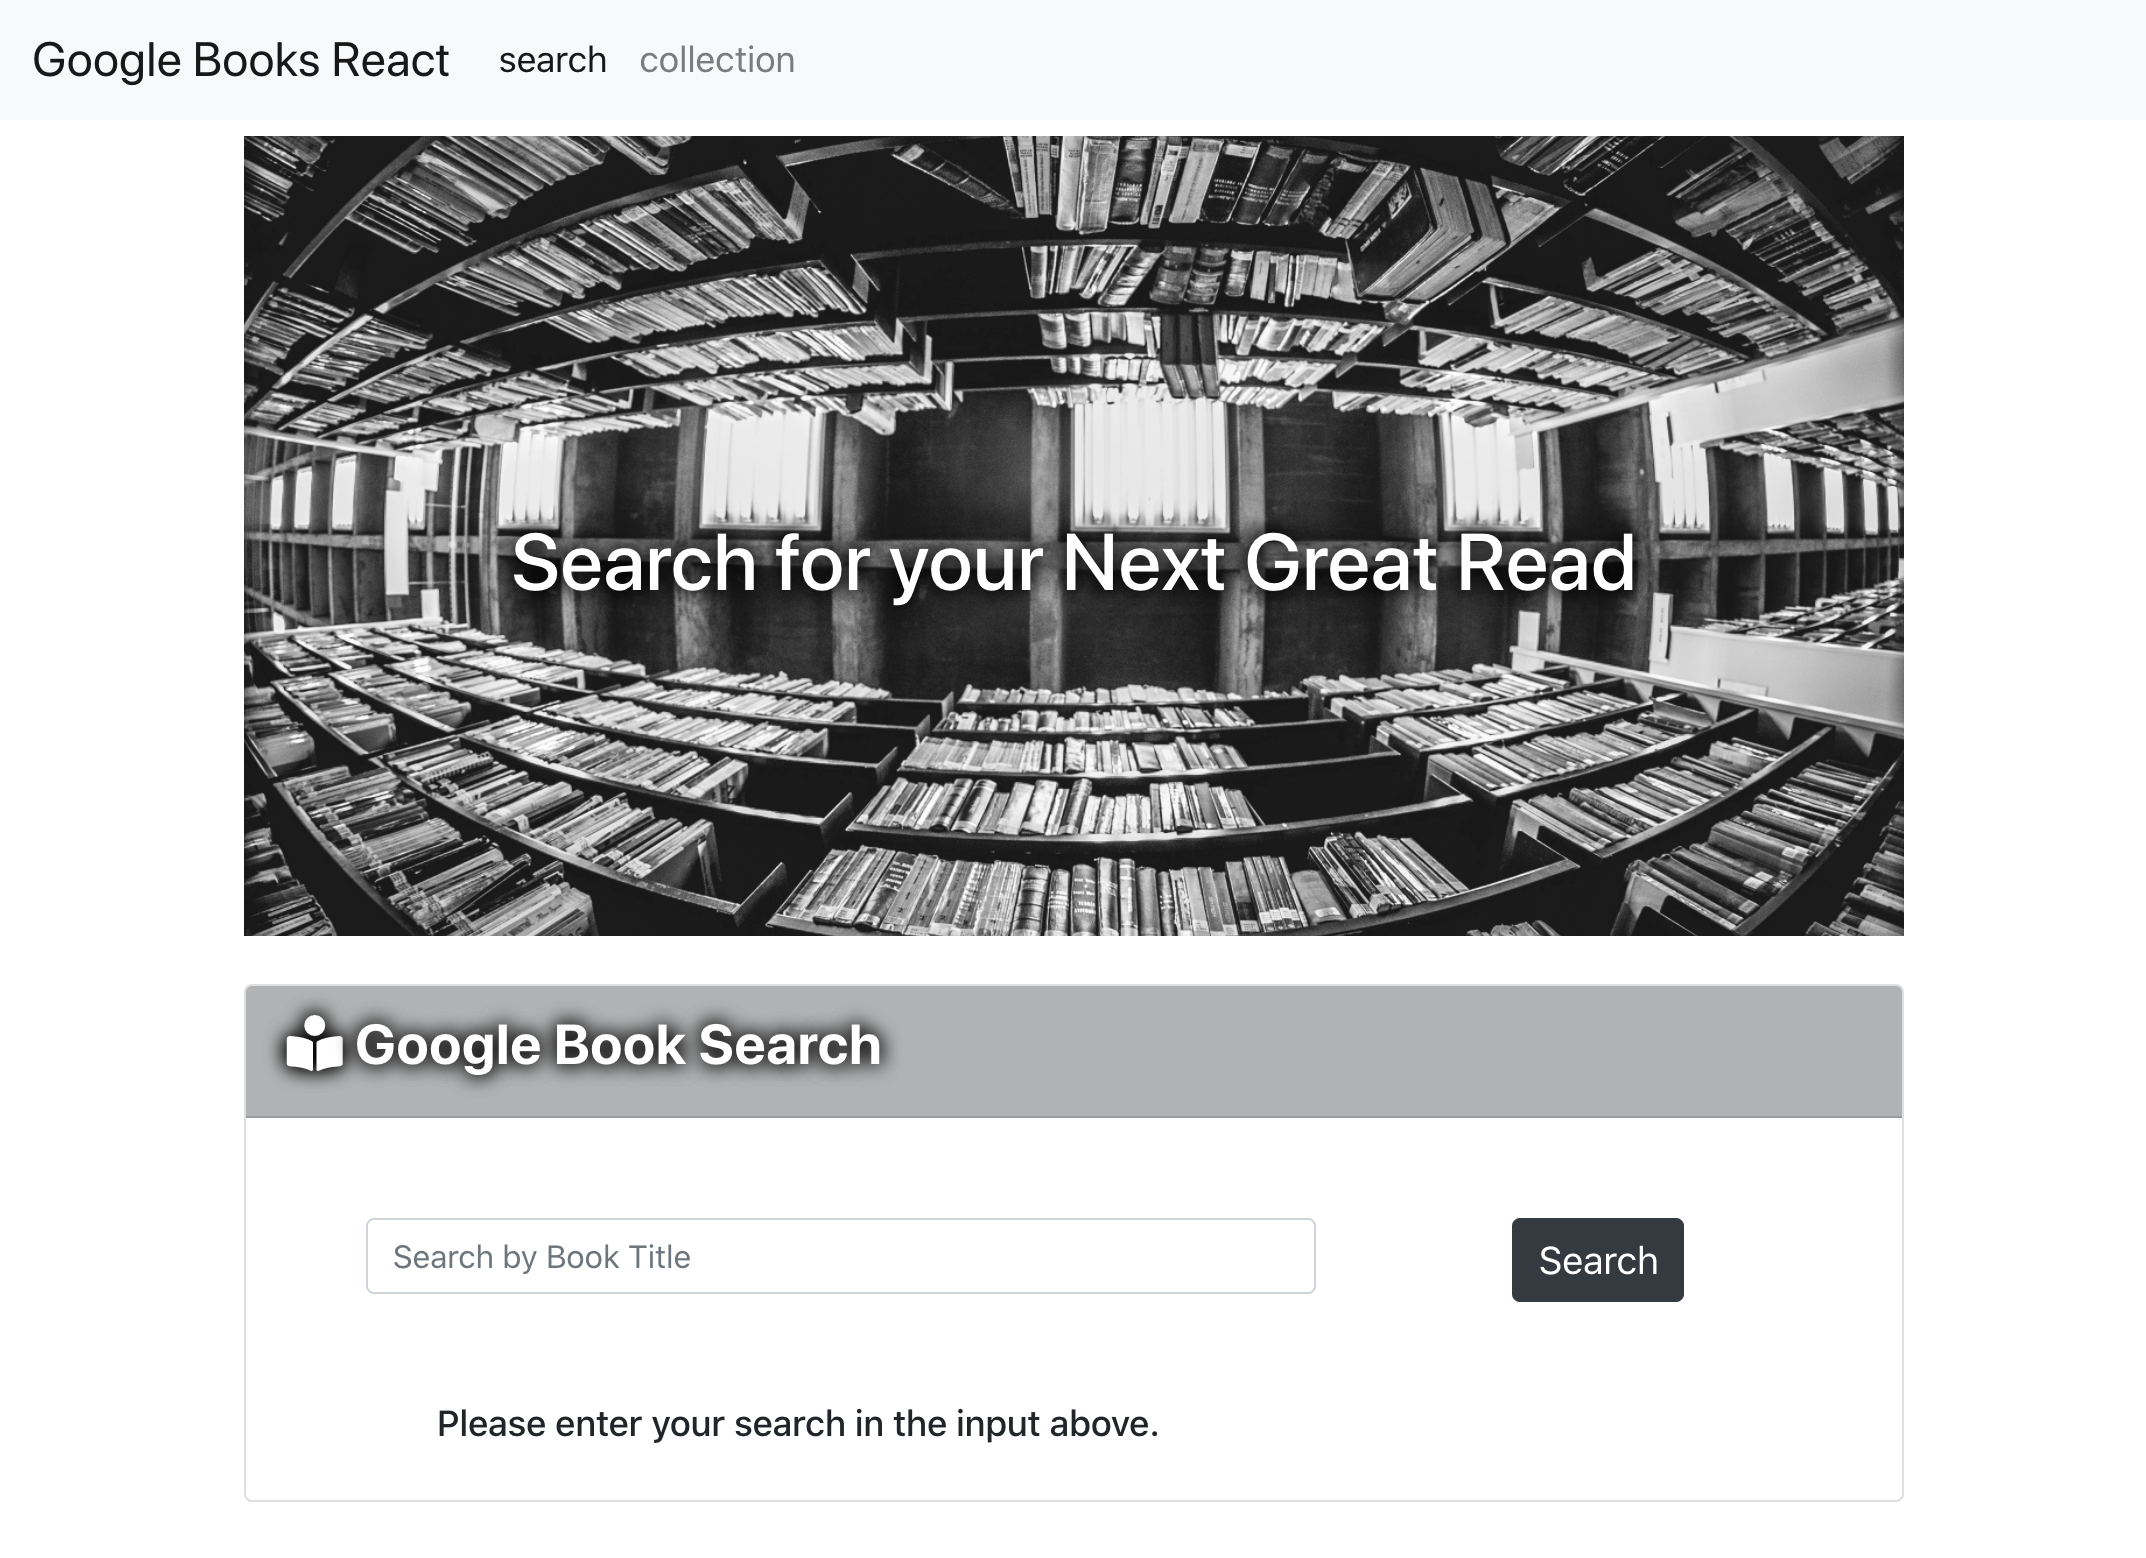 Google Books React search collection
Search for your Next Great Read
Google Book Search
Search by Book Title
Search
Please enter your search in the input above.